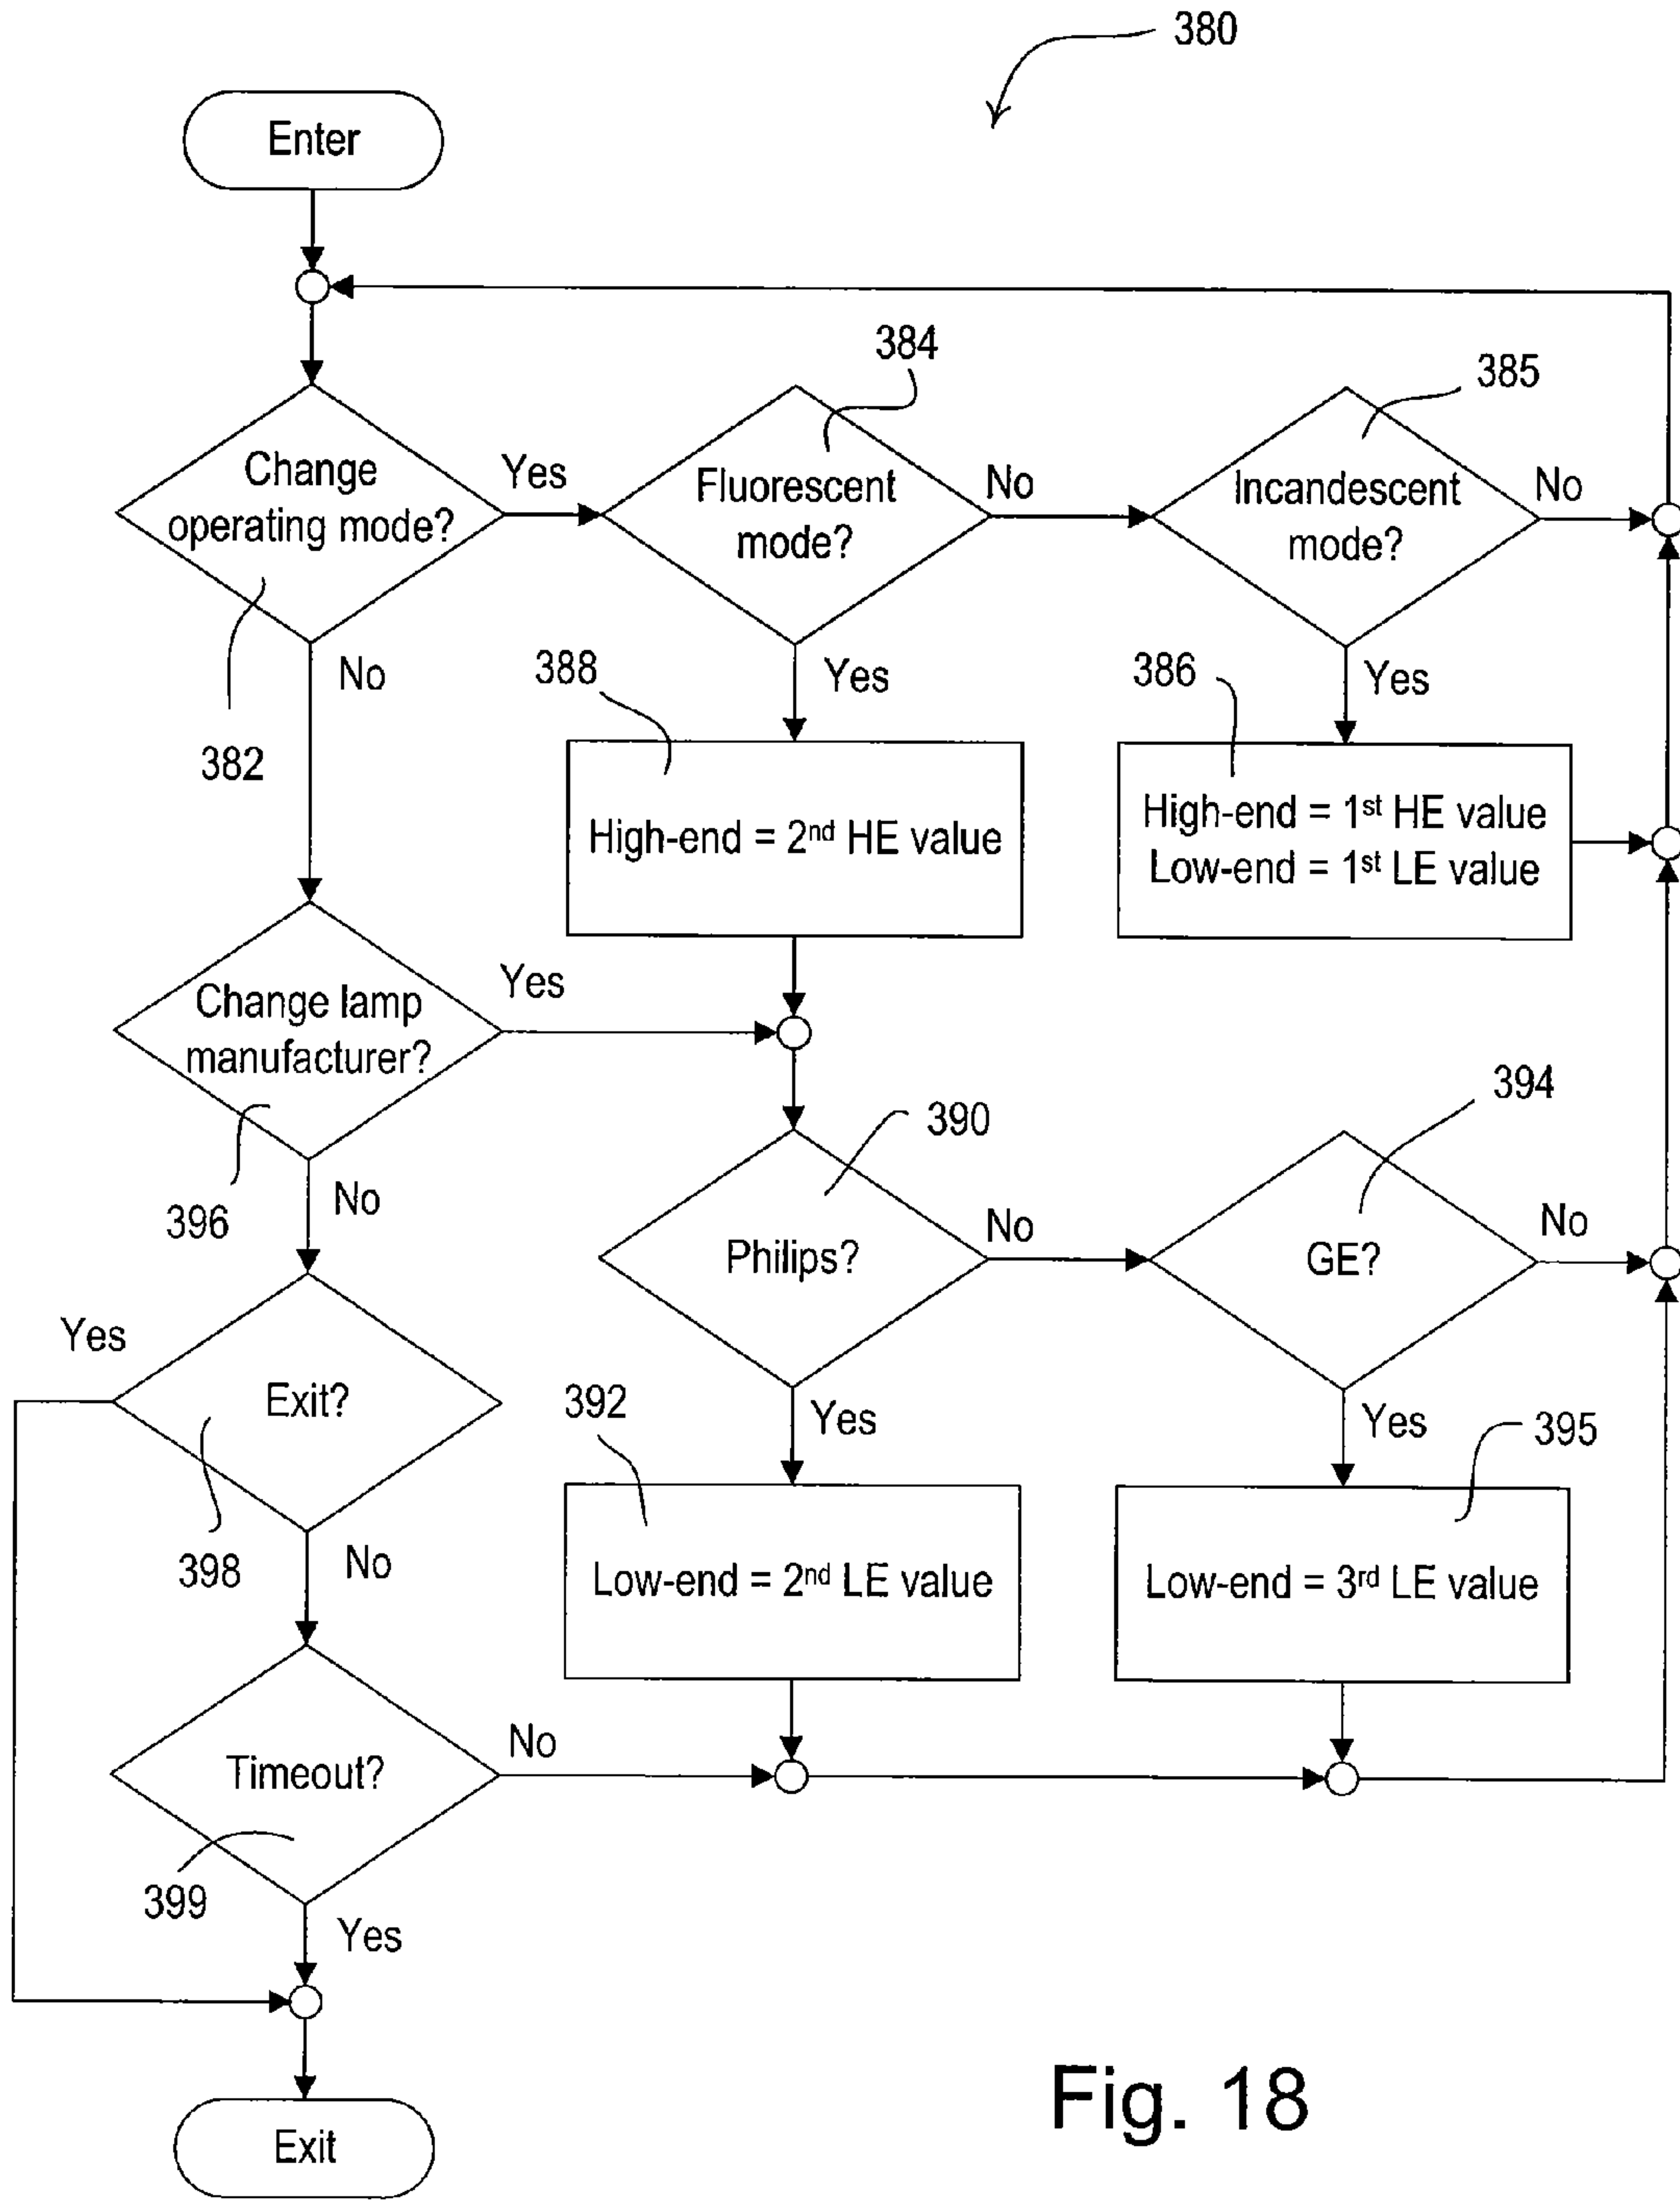 380
Enter
384
385
Change
operating mode?
Yes
Fluorescent
mode?
No
Incandescent
mode?
No
382
No
388
Yes
386
Yes
High-end = 2nd HE value
High-end = 1st HE value
Low-end = 1st LE value
Change lamp
manufacturer?
Yes
396
No
390
394
Philips?
No
GE?
No
Yes
Exit?
398
No
392
Yes
395
Yes
Low-end = 2nd LE value
Low-end = 3rd LE value
Timeout?
No
399
Yes
Exit
Fig. 18